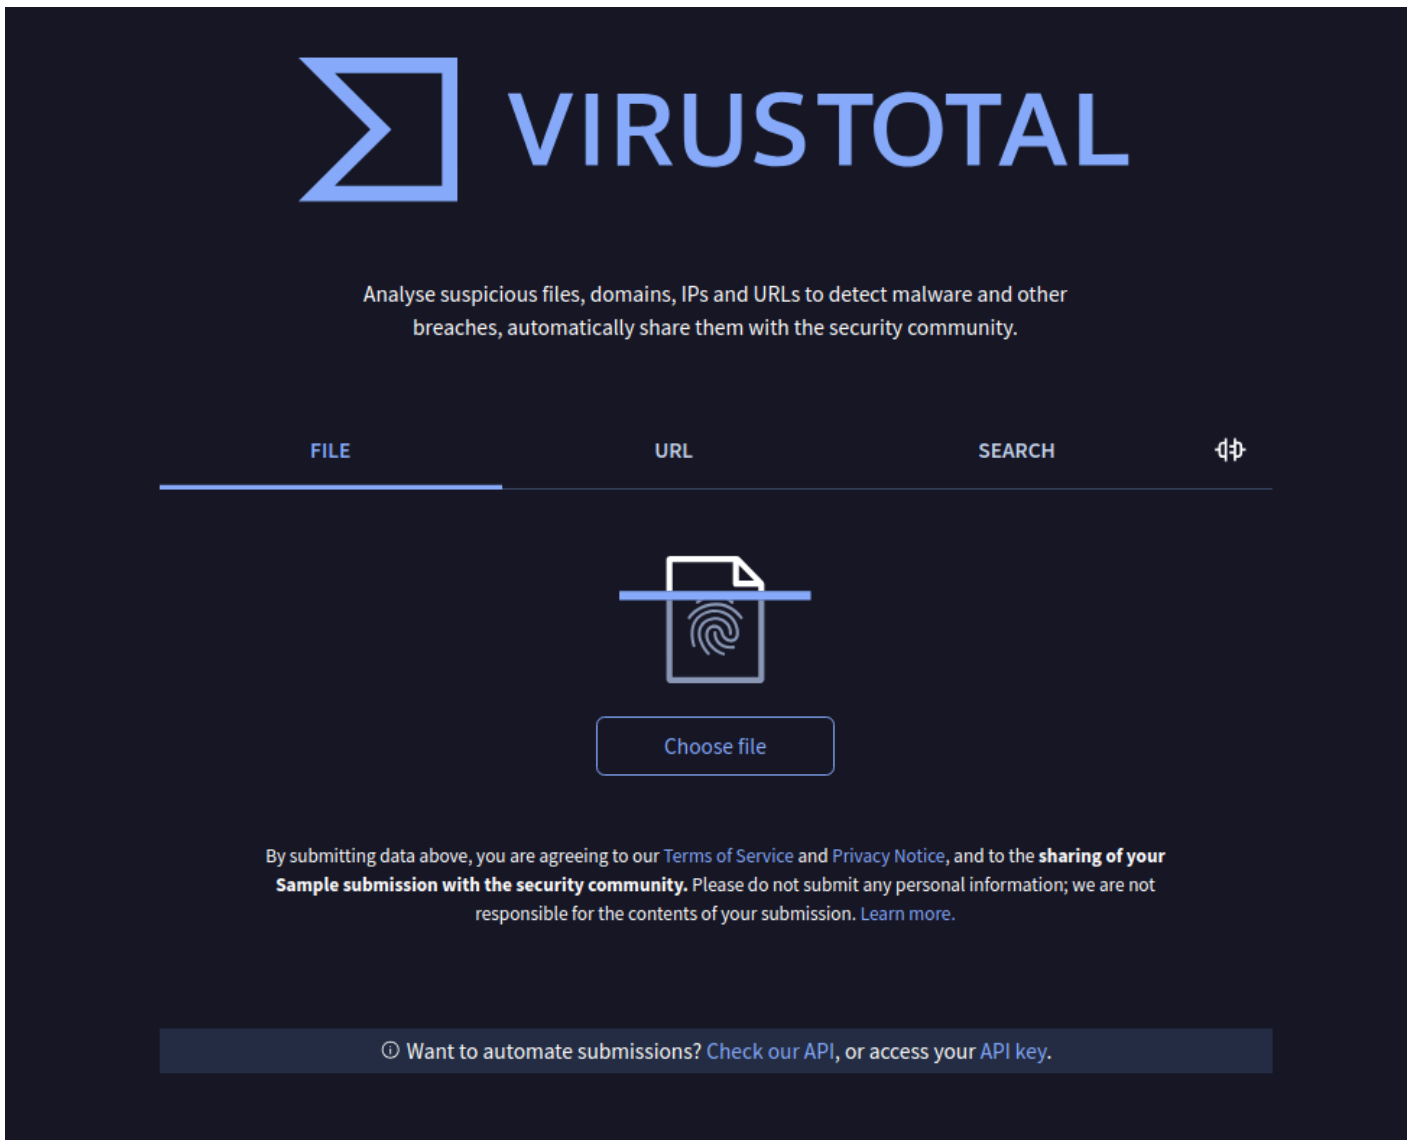 VIRUSTOTAL
Analyse suspicious files, domains, IPs and URLs to detect malware and other
breaches, automatically share them with the security community.
FILE
URL
SEARCH
Choose file
By submitting data above, you are agreeing to our Terms of Service and Privacy Notice, and to the sharing of your
Sample submission with the security community. Please do not submit any personal information; we are not
responsible for the contents of your submission. Learn more.
Want to automate submissions? Check our API, or access your API key.